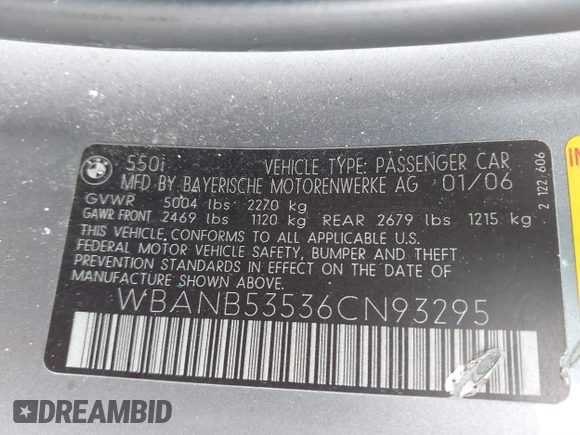 550i VEHICLE TYPE: PASSENGER CAR
MFD BY BAYERISCHE MOTORENWERKE AG 01/06
GVWR 5004 lbs 2270 kg
GAWR FRONT 2469 lbs 1120 kg REAR 2679 lbs 1215 kg
THIS VEHICLE, CONFORMS TO ALL APPLICABLE U.S.
FEDERAL MOTOR VEHICLE SAFETY, BUMPER AND THEFT
PREVENTION STANDARDS IN EFFECT ON THE DATE OF
MANUFACTURE SHOWN ABOVE.
WBANB53536CN93295
2 122 606
DREAMBID